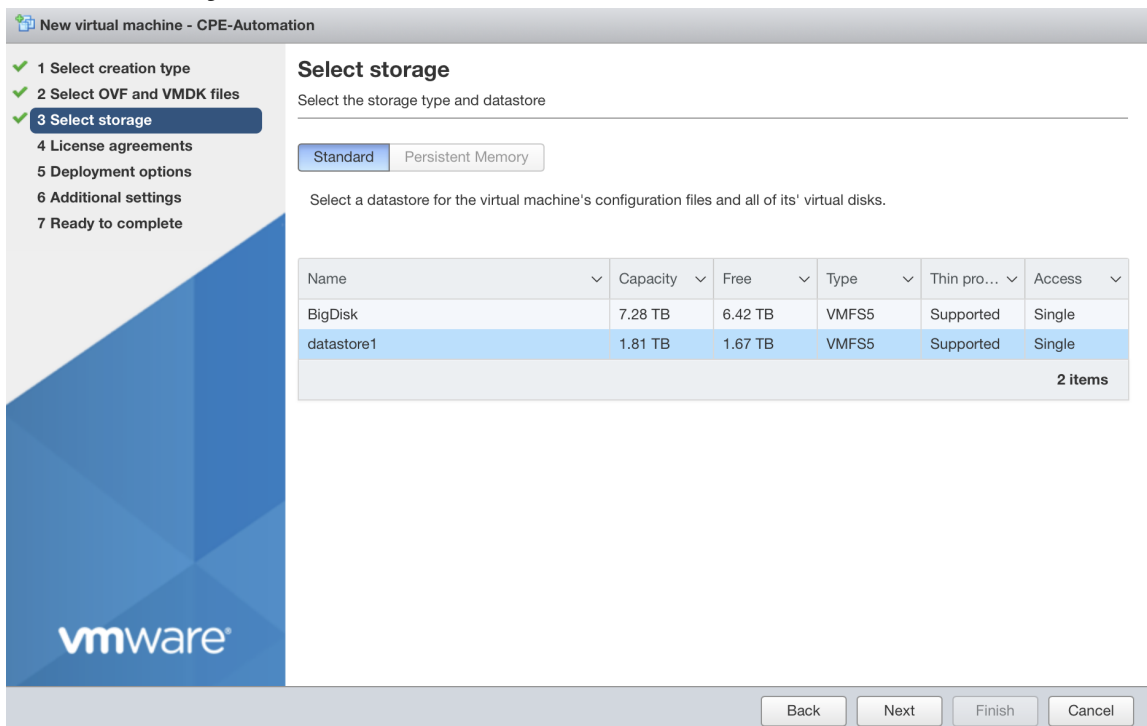 New virtual machine - CPE-Automation
1 Select creation type
2 Select OVF and VMDK files
3 Select storage
4 License agreements
5 Deployment options
6 Additional settings
7 Ready to complete
vmware®
Select storage
Select the storage type and datastore
Standard Persistent Memory
Select a datastore for the virtual machine's configuration files and all of its' virtual disks.
Name Capacity Free Type Thin pro... Access
BigDisk 7.28 TB 6.42 TB VMFS5 Supported Single
datastore1 1.81 TB 1.67 TB VMFS5 Supported Single
2 items
Back Next Finish Cancel